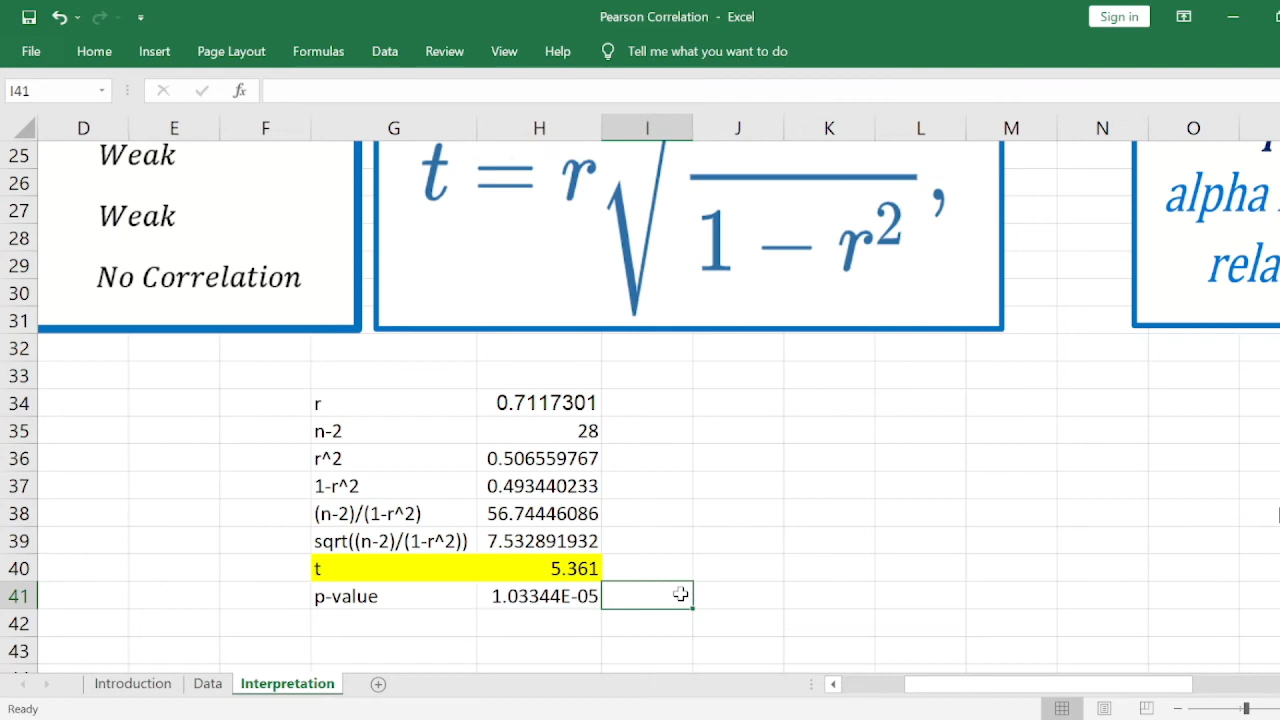 Pearson Correlation - Excel
Sign in
File Home Insert Page Layout Formulas Data Review View Help Tell me what you want to do
I41 fx
D E F G H I J K L M N O
25 Weak
26
27 Weak
28
29
30 No Correlation
31
t = r√ 1 − r² ,
alpha
rela
32
33
34 r 0.7117301
35 n-2 28
36 r^2 0.506559767
37 1-r^2 0.493440233
38 (n-2)/(1-r^2) 56.74446086
39 sqrt((n-2)/(1-r^2)) 7.532891932
40 t 5.361
41 p-value 1.03344E-05
42
43
Introduction Data Interpretation
Ready